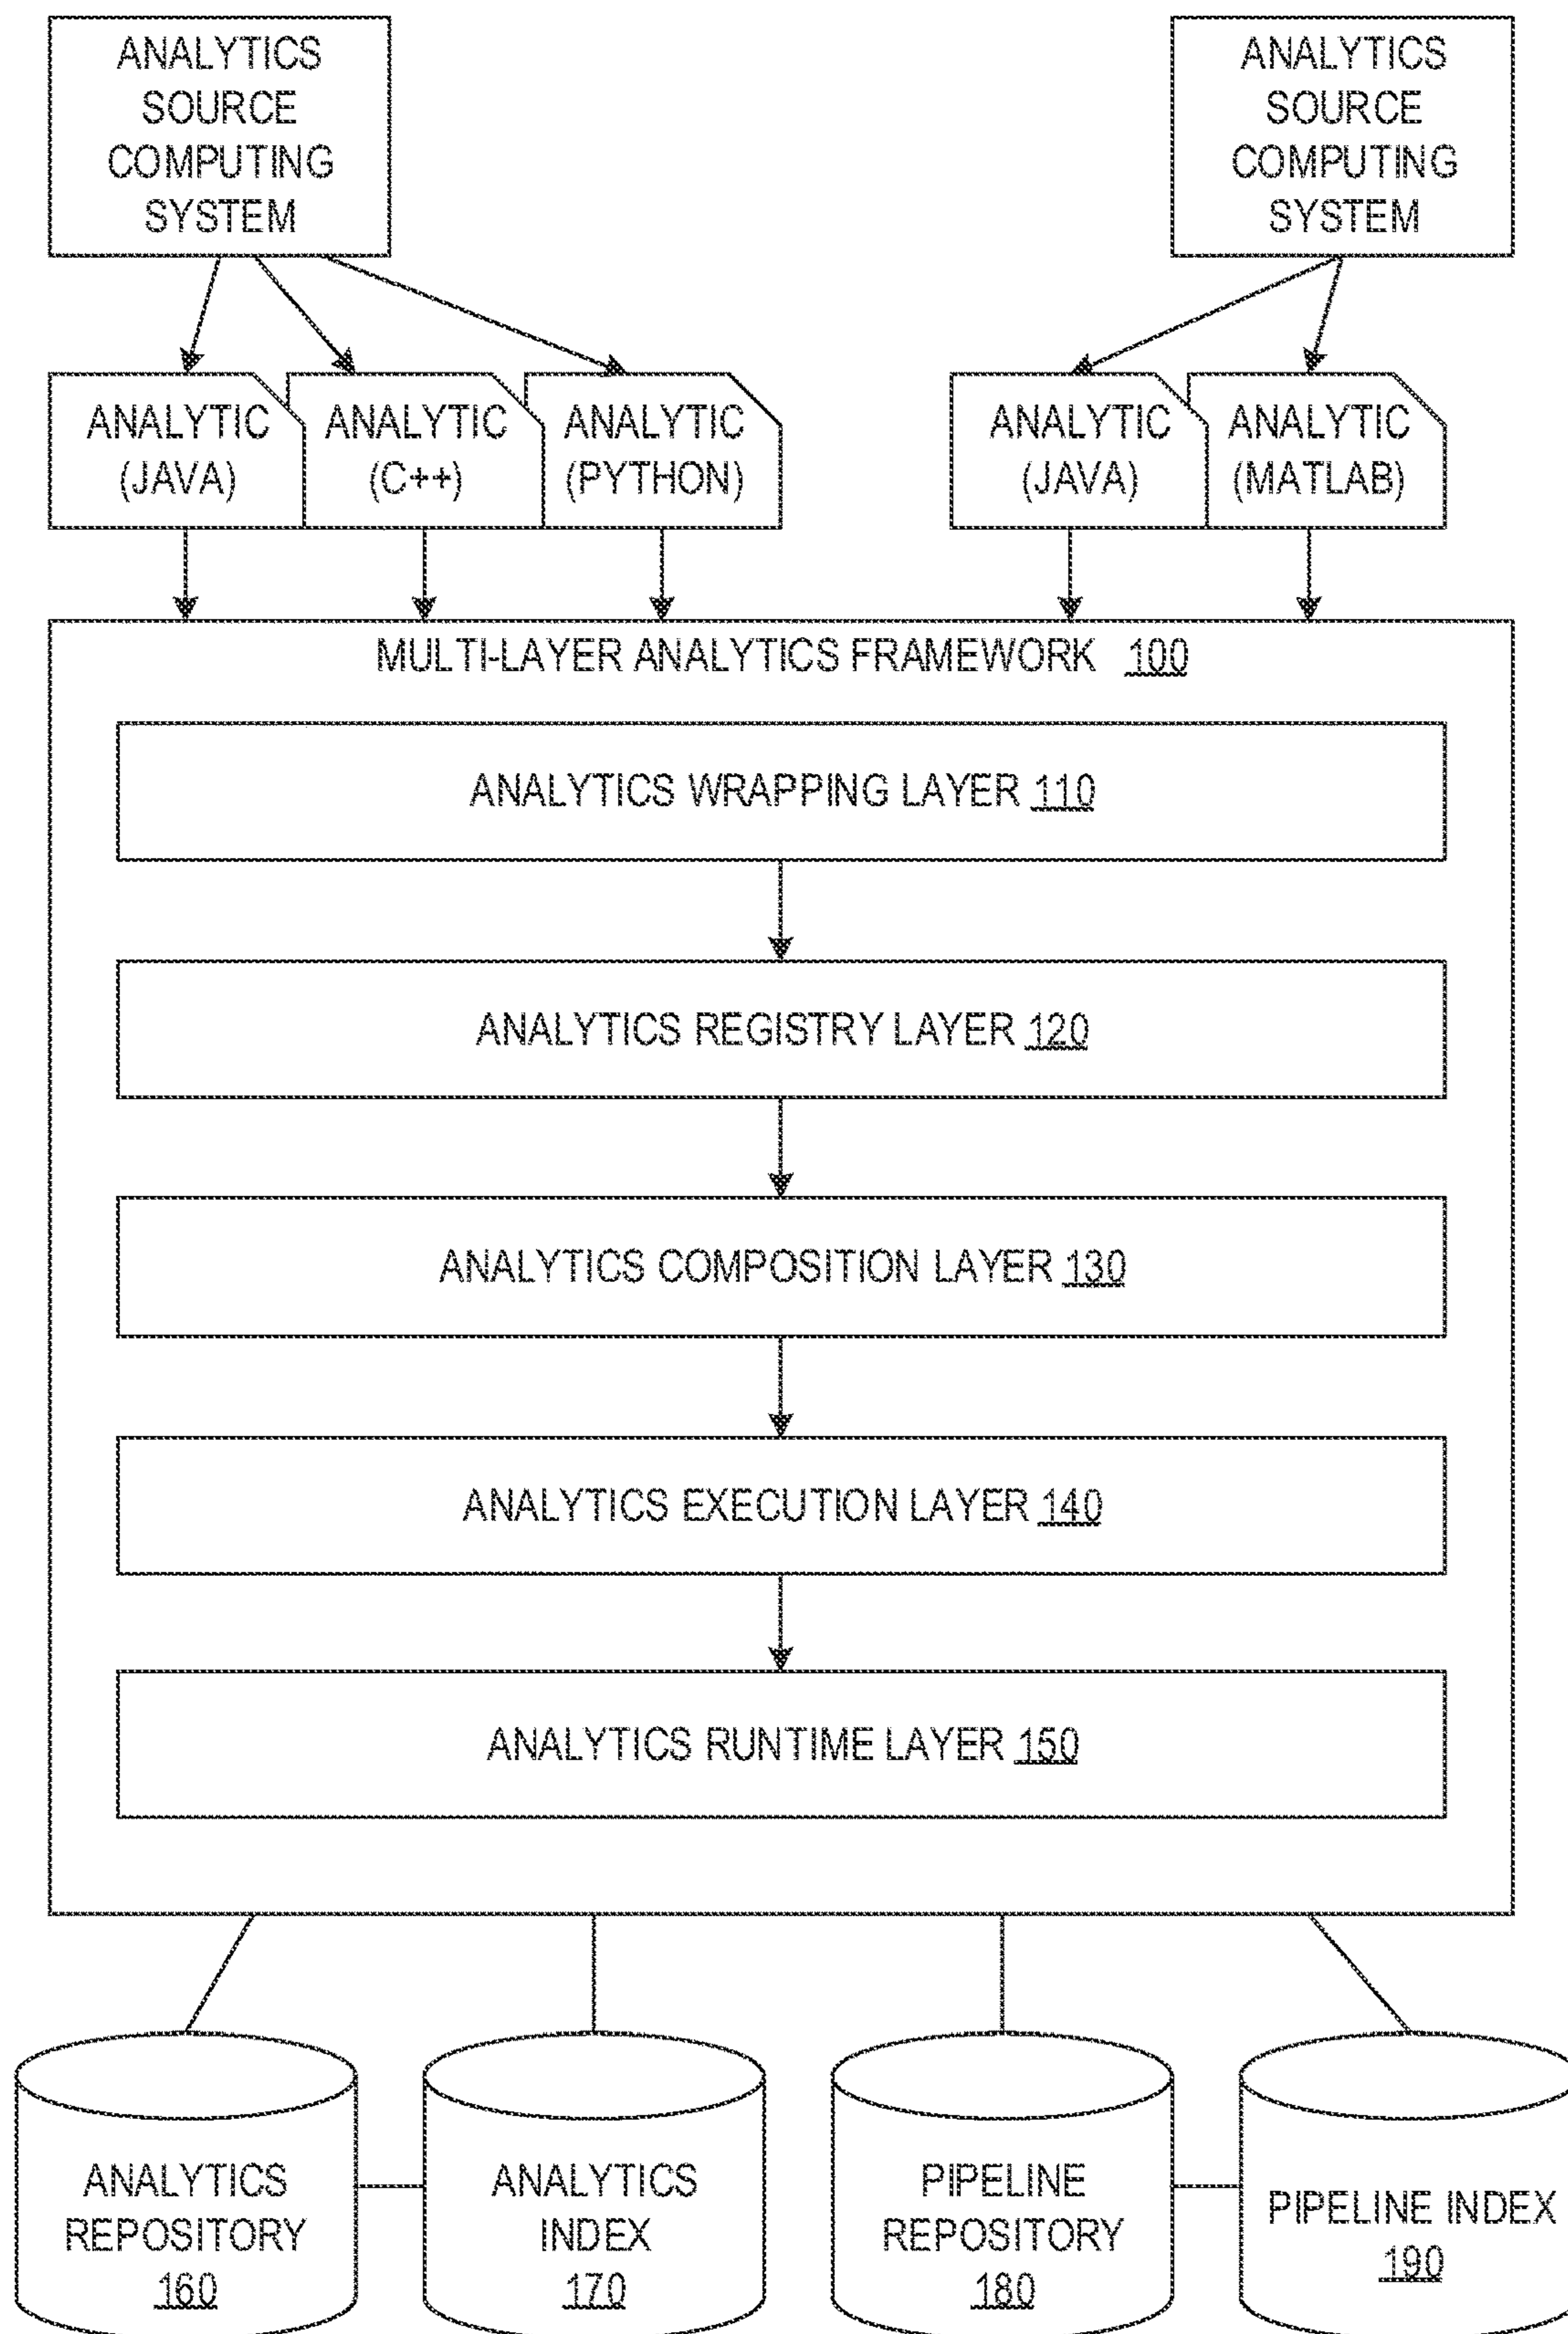 ANALYTICS
SOURCE
COMPUTING
SYSTEM
ANALYTICS
SOURCE
COMPUTING
SYSTEM
ANALYTIC
(JAVA)
ANALYTIC
(C++)
ANALYTIC
(PYTHON)
ANALYTIC
(JAVA)
ANALYTIC
(MATLAB)
MULTI-LAYER ANALYTICS FRAMEWORK 100
ANALYTICS WRAPPING LAYER 110
ANALYTICS REGISTRY LAYER 120
ANALYTICS COMPOSITION LAYER 130
ANALYTICS EXECUTION LAYER 140
ANALYTICS RUNTIME LAYER 150
ANALYTICS
REPOSITORY
160
ANALYTICS
INDEX
170
PIPELINE
REPOSITORY
180
PIPELINE INDEX
190